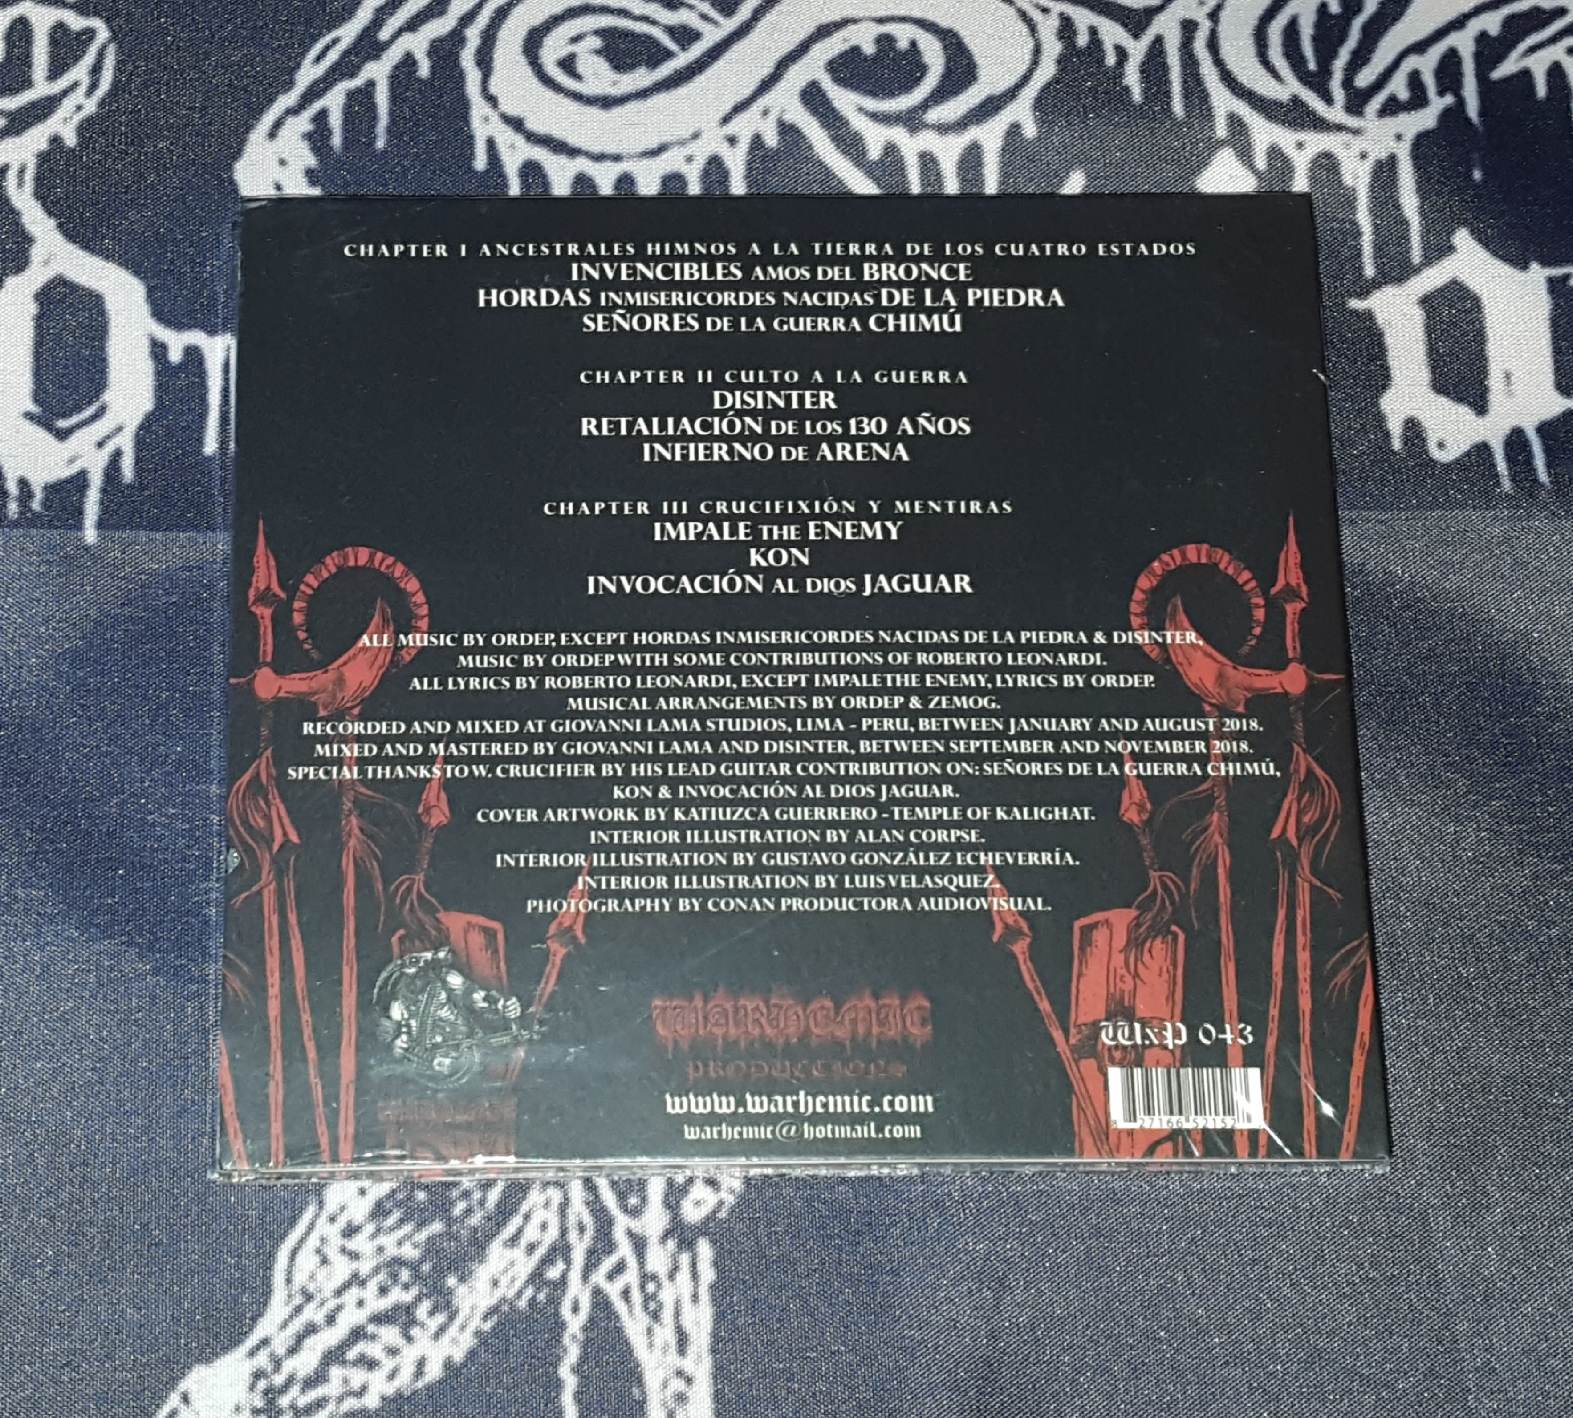 CHAPTER I ANCESTRALES HIMNOS A LA TIERRA DE LOS CUATRO ESTADOS
INVENCIBLES AMOS DEL BRONCE
HORDAS INMISERICORDES NACIDAS DE LA PIEDRA
SEÑORES DE LA GUERRA CHIMÚ
CHAPTER II CULTO A LA GUERRA
DISINTER
RETALIACIÓN DE LOS 130 AÑOS
INFIERNO DE ARENA
CHAPTER III CRUCIFIXIÓN Y MENTIRAS
IMPALE THE ENEMY
KON
INVOCACIÓN AL DIOS JAGUAR
ALL MUSIC BY ORDEP, EXCEPT HORDAS INMISERICORDES NACIDAS DE LA PIEDRA & DISINTER,
MUSIC BY ORDEP WITH SOME CONTRIBUTIONS OF ROBERTO LEONARDI.
ALL LYRICS BY ROBERTO LEONARDI, EXCEPT IMPALE THE ENEMY, LYRICS BY ORDEP.
MUSICAL ARRANGEMENTS BY ORDEP & ZEMOG.
RECORDED AND MIXED AT GIOVANNI LAMA STUDIOS, LIMA - PERU, BETWEEN JANUARY AND AUGUST 2018.
MIXED AND MASTERED BY GIOVANNI LAMA AND DISINTER, BETWEEN SEPTEMBER AND NOVEMBER 2018.
SPECIAL THANKS TO W. CRUCIFIER BY HIS LEAD GUITAR CONTRIBUTION ON: SEÑORES DE LA GUERRA CHIMÚ,
KON & INVOCACIÓN AL DIOS JAGUAR.
COVER ARTWORK BY KATIUZCA GUERRERO - TEMPLE OF KALIGHAT.
INTERIOR ILLUSTRATION BY ALAN CORPSE.
INTERIOR ILLUSTRATION BY GUSTAVO GONZÁLEZ ECHEVERRÍA.
INTERIOR ILLUSTRATION BY LUIS VELASQUEZ.
PHOTOGRAPHY BY CONAN PRODUCTORA AUDIOVISUAL.
WARHEMIC
PRODUCTIONS
www.warhemic.com
warhemic@hotmail.com
WxP 043
8 27166 52152